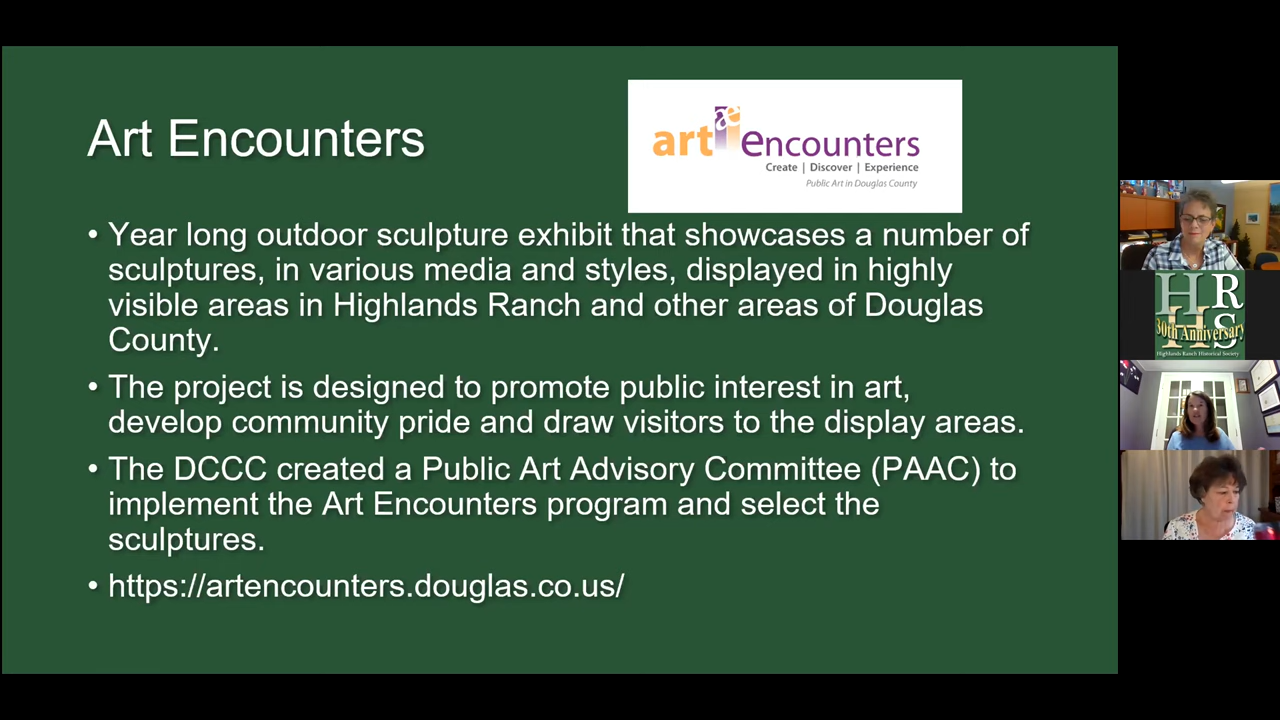 Art Encounters
æ
art encounters
Create | Discover | Experience
Public Art in Douglas County
• Year long outdoor sculpture exhibit that showcases a number of
sculptures, in various media and styles, displayed in highly
visible areas in Highlands Ranch and other areas of Douglas
County.
• The project is designed to promote public interest in art,
develop community pride and draw visitors to the display areas.
• The DCCC created a Public Art Advisory Committee (PAAC) to
implement the Art Encounters program and select the
sculptures.
• https://artencounters.douglas.co.us/
H R
30th Anniversary
H S
Highlands Ranch Historical Society